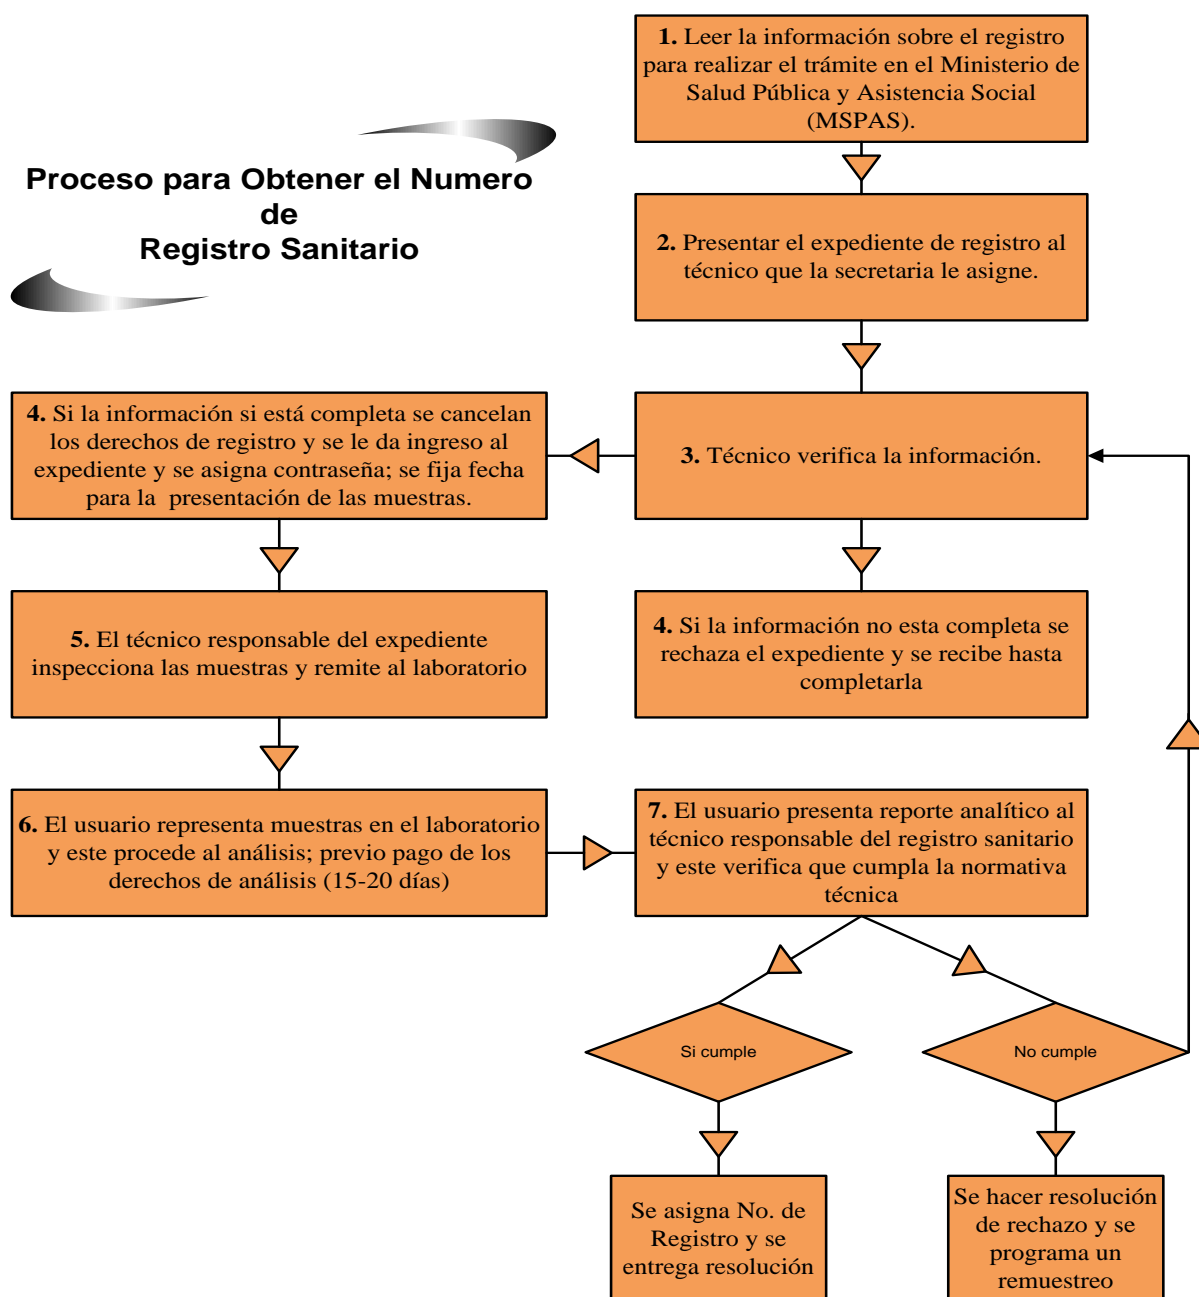 Proceso para Obtener el Numero
de
Registro Sanitario
1. Leer la información sobre el registro
para realizar el trámite en el Ministerio de
Salud Pública y Asistencia Social
(MSPAS).
2. Presentar el expediente de registro al
técnico que la secretaria le asigne.
3. Técnico verifica la información.
4. Si la información si está completa se cancelan
los derechos de registro y se le da ingreso al
expediente y se asigna contraseña; se fija fecha
para la  presentación de las muestras.
4. Si la información no esta completa se
rechaza el expediente y se recibe hasta
completarla
5. El técnico responsable del expediente
inspecciona las muestras y remite al laboratorio
6. El usuario representa muestras en el laboratorio
y este procede al análisis; previo pago de los
derechos de análisis (15-20 días)
7. El usuario presenta reporte analítico al
técnico responsable del registro sanitario
y este verifica que cumpla la normativa
técnica
Si cumple
No cumple
Se asigna No. de
Registro y se
entrega resolución
Se hacer resolución
de rechazo y se
programa un
remuestreo